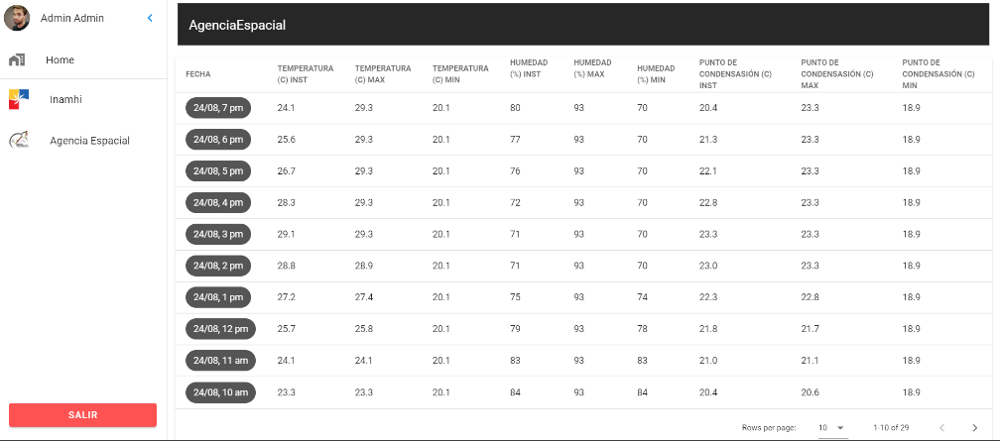 Admin Admin
Home
Inamhi
Agencia Espacial
SALIR
AgenciaEspacial
FECHA TEMPERATURA (C) INST TEMPERATURA (C) MAX TEMPERATURA (C) MIN HUMEDAD (%) INST HUMEDAD (%) MAX HUMEDAD (%) MIN PUNTO DE CONDENSASIÓN (C) INST PUNTO DE CONDENSASIÓN (C) MAX PUNTO DE CONDENSASIÓN (C) MIN
24/08, 7 pm 24.1 29.3 20.1 80 93 70 20.4 23.3 18.9
24/08, 6 pm 25.6 29.3 20.1 77 93 70 21.3 23.3 18.9
24/08, 5 pm 26.7 29.3 20.1 76 93 70 22.1 23.3 18.9
24/08, 4 pm 28.3 29.3 20.1 72 93 70 22.8 23.3 18.9
24/08, 3 pm 29.1 29.3 20.1 71 93 70 23.3 23.3 18.9
24/08, 2 pm 28.8 28.9 20.1 71 93 70 23.0 23.3 18.9
24/08, 1 pm 27.2 27.4 20.1 75 93 74 22.3 22.8 18.9
24/08, 12 pm 25.7 25.8 20.1 79 93 78 21.8 21.7 18.9
24/08, 11 am 24.1 24.1 20.1 83 93 83 21.0 21.1 18.9
24/08, 10 am 23.3 23.3 20.1 84 93 84 20.4 20.6 18.9
Rows per page: 10 1-10 of 29